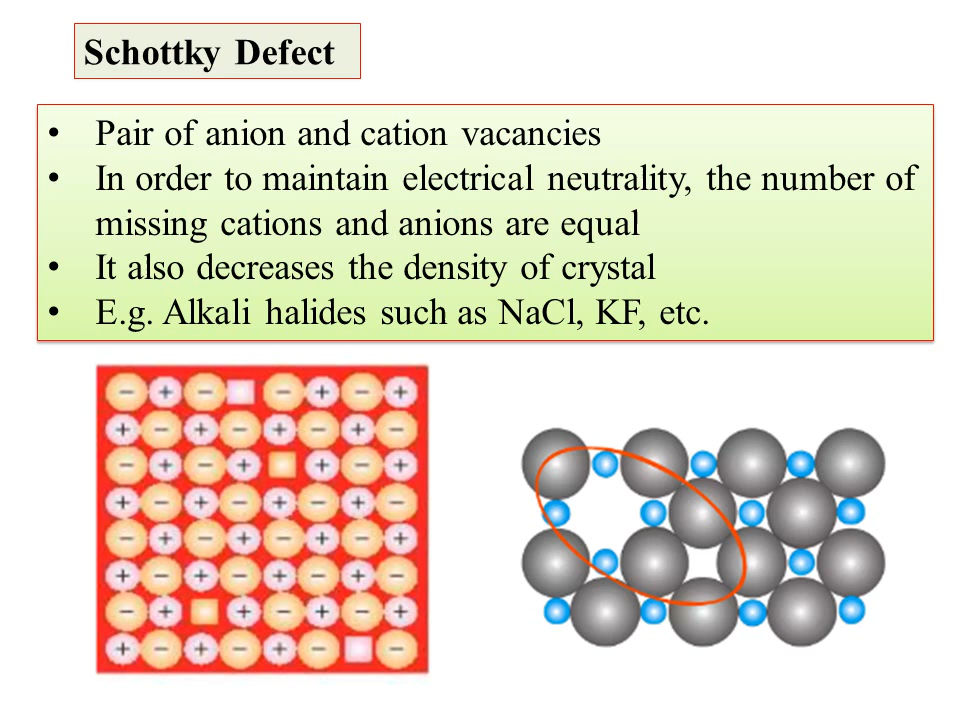 Schottky Defect
• Pair of anion and cation vacancies
• In order to maintain electrical neutrality, the number of
missing cations and anions are equal
• It also decreases the density of crystal
• E.g. Alkali halides such as NaCl, KF, etc.
− + − − + − +
+ − + − + − + −
− + − + + − +
+ − + − + − + −
− + − + − + − +
+ − + − + − + −
− + + − + − +
+ − + − + − −